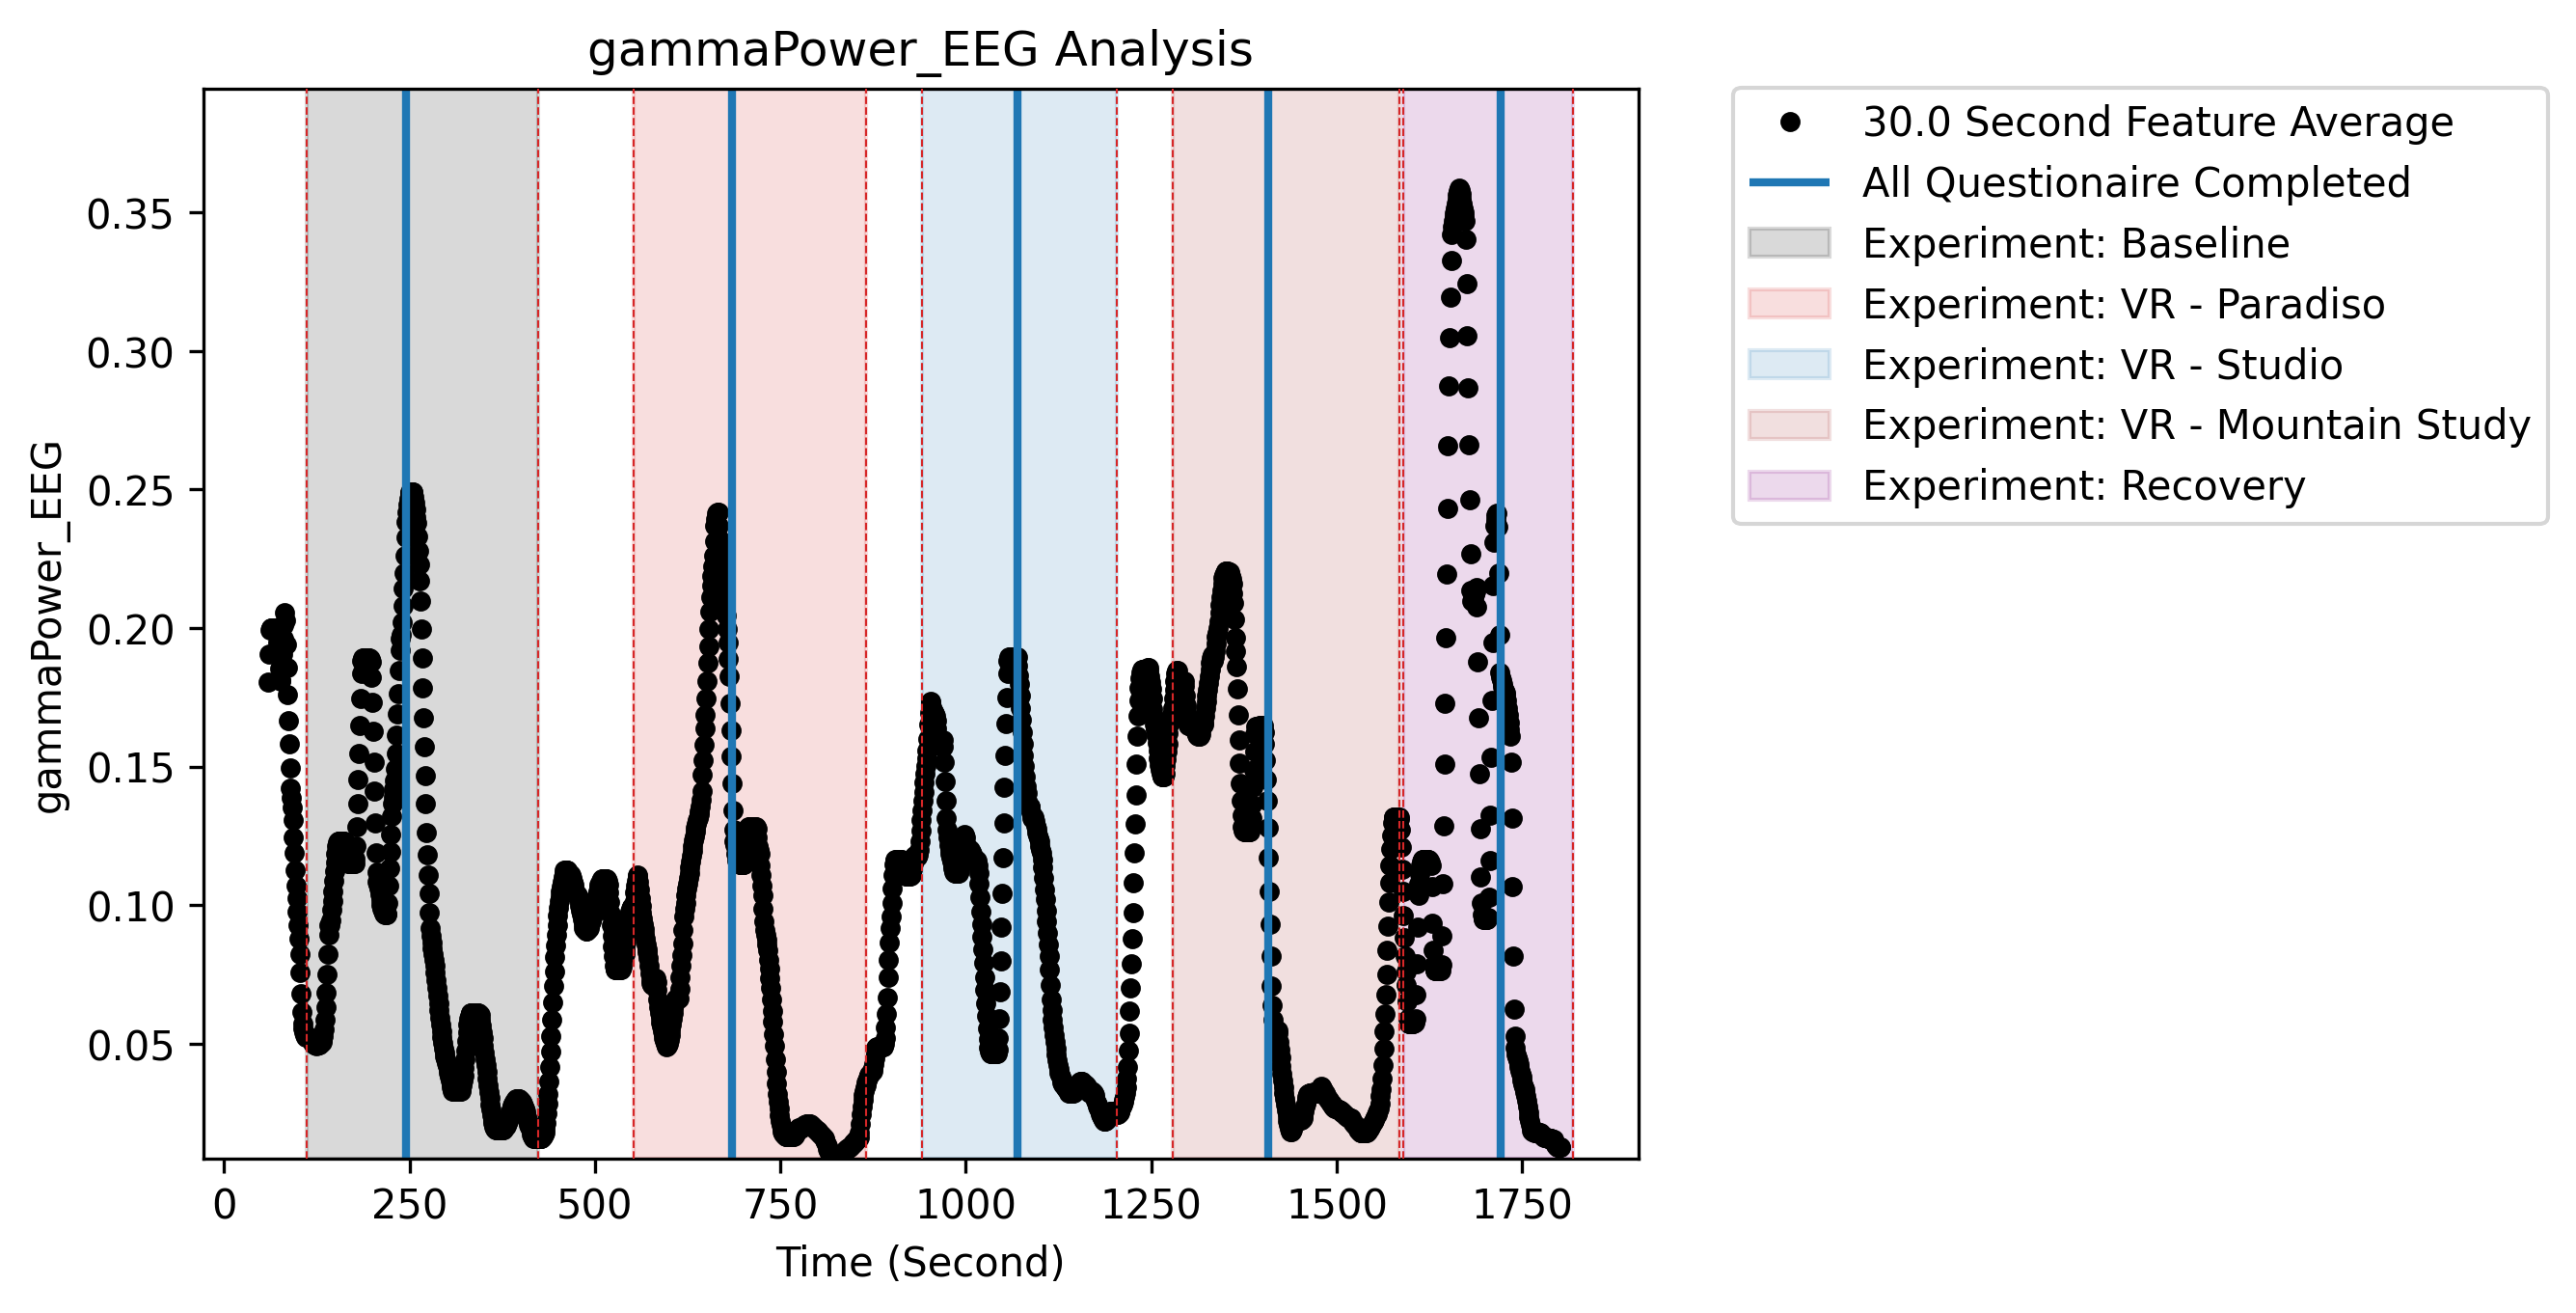 gammaPower_EEG Analysis
gammaPower_EEG
0.35
0.30
0.25
0.20
0.15
0.10
0.05
0 250 500 750 1000 1250 1500 1750
Time (Second)
30.0 Second Feature Average
All Questionaire Completed
Experiment: Baseline
Experiment: VR - Paradiso
Experiment: VR - Studio
Experiment: VR - Mountain Study
Experiment: Recovery